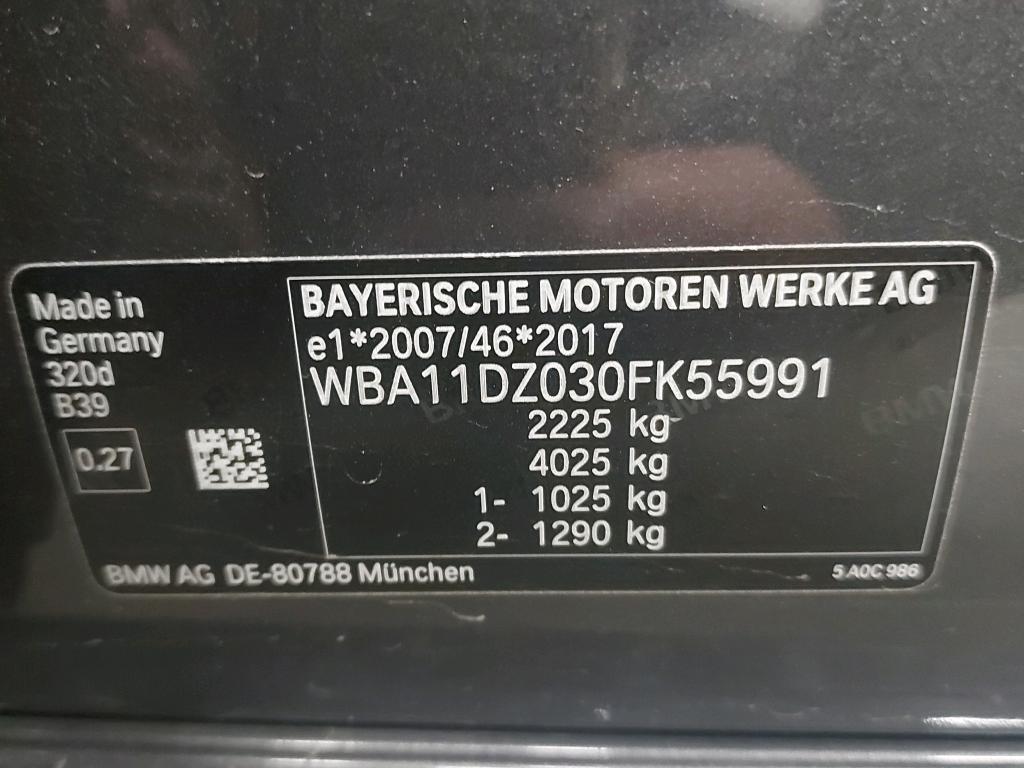 Made in
Germany
320d
B39
0.27
BAYERISCHE MOTOREN WERKE AG
e1*2007/46*2017
WBA11DZ030FK55991
2225 kg
4025 kg
1- 1025 kg
2- 1290 kg
BMW AG DE-80788 München
5 A0C 986